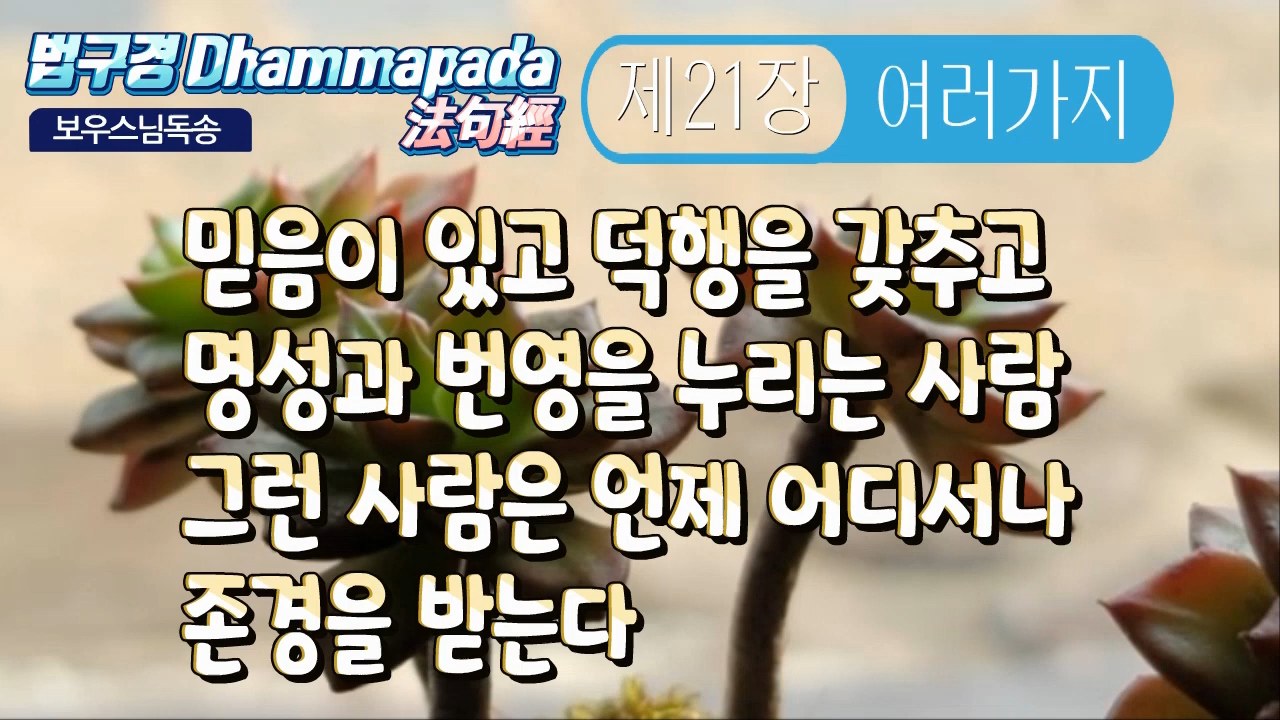 법구경 Dhammapada
法句經
보우스님독송
제21장 여러가지
믿음이 있고 덕행을 갖추고
명성과 번영을 누리는 사람
그런 사람은 언제 어디서나
존경을 받는다